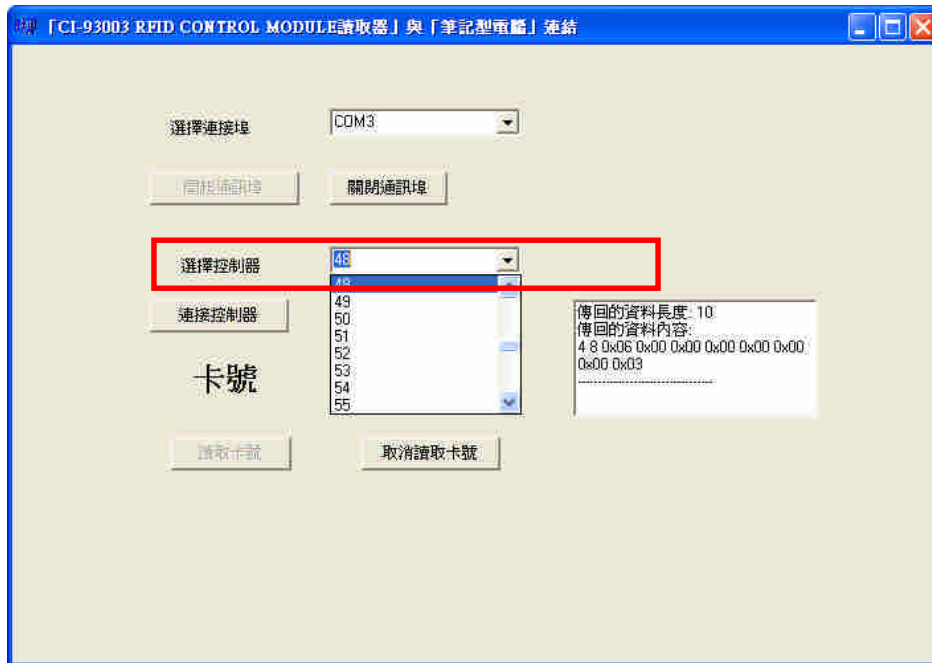 「CI-93003 RFID CONTROL MODULE讀取器」與「筆記型電腦」連結
選擇連接埠 COM3
開起通訊埠 關閉通訊埠
選擇控制器 48
48
連接控制器
49
50
51
52
53
54
55
傳回的資料長度: 10
傳回的資料內容:
4 8 0x06 0x00 0x00 0x00 0x00 0x00
0x00 0x03
----------------------------------
卡號
讀取卡號 取消讀取卡號